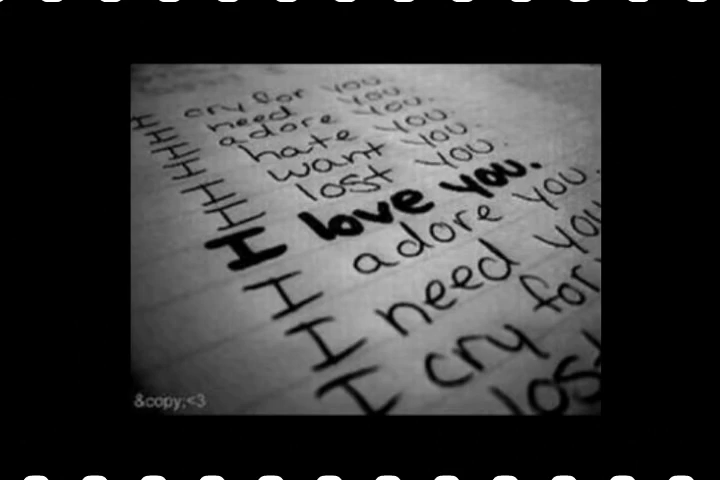 I cry for you
I need you.
I adore you.
I hate you.
I want you.
I lost you.
I love you.
I adore you.
I need you
I cry for
lost
&copy;<3